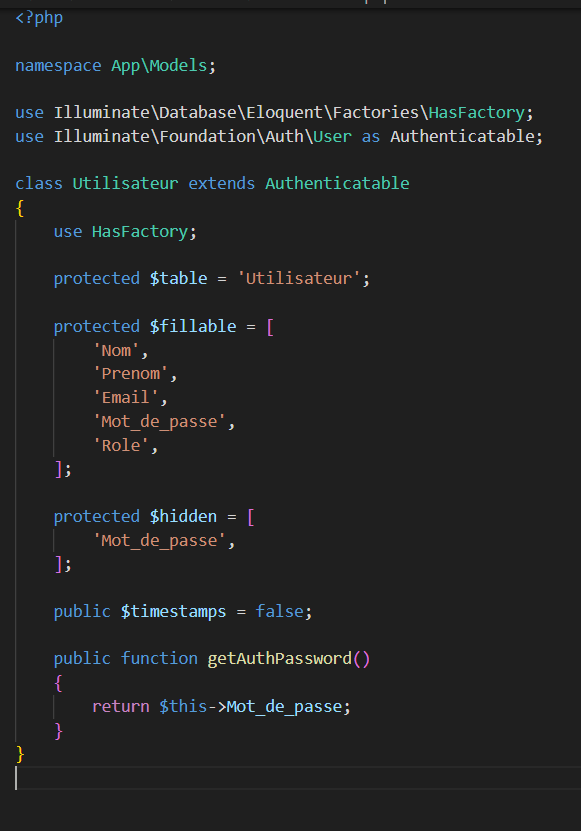 <?php
namespace App\Models;
use Illuminate\Database\Eloquent\Factories\HasFactory;
use Illuminate\Foundation\Auth\User as Authenticatable;
class Utilisateur extends Authenticatable
{
    use HasFactory;
    protected $table = 'Utilisateur';
    protected $fillable = [
        'Nom',
        'Prenom',
        'Email',
        'Mot_de_passe',
        'Role',
    ];
    protected $hidden = [
        'Mot_de_passe',
    ];
    public $timestamps = false;
    public function getAuthPassword()
    {
        return $this->Mot_de_passe;
    }
}